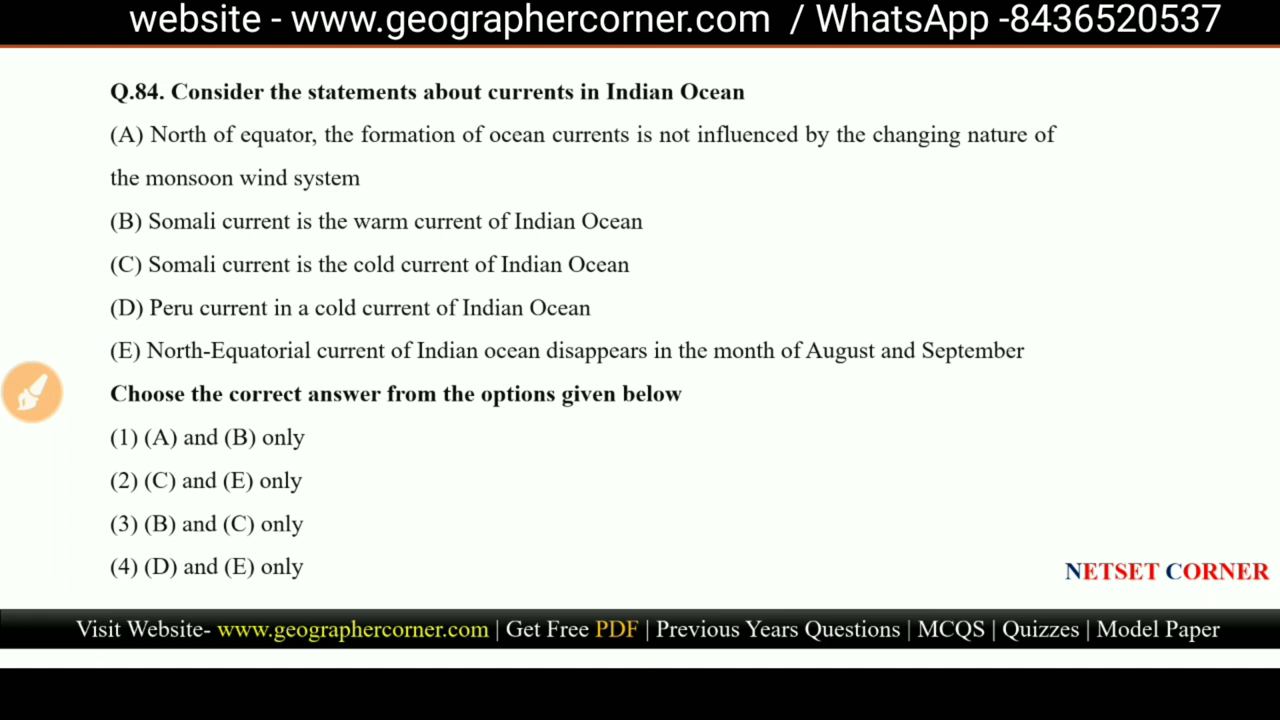 website - www.geographercorner.com / WhatsApp -8436520537
Q.84. Consider the statements about currents in Indian Ocean
(A) North of equator, the formation of ocean currents is not influenced by the changing nature of
the monsoon wind system
(B) Somali current is the warm current of Indian Ocean
(C) Somali current is the cold current of Indian Ocean
(D) Peru current in a cold current of Indian Ocean
(E) North-Equatorial current of Indian ocean disappears in the month of August and September
Choose the correct answer from the options given below
(1) (A) and (B) only
(2) (C) and (E) only
(3) (B) and (C) only
(4) (D) and (E) only
NETSET CORNER
Visit Website- www.geographercorner.com | Get Free PDF | Previous Years Questions | MCQS | Quizzes | Model Paper